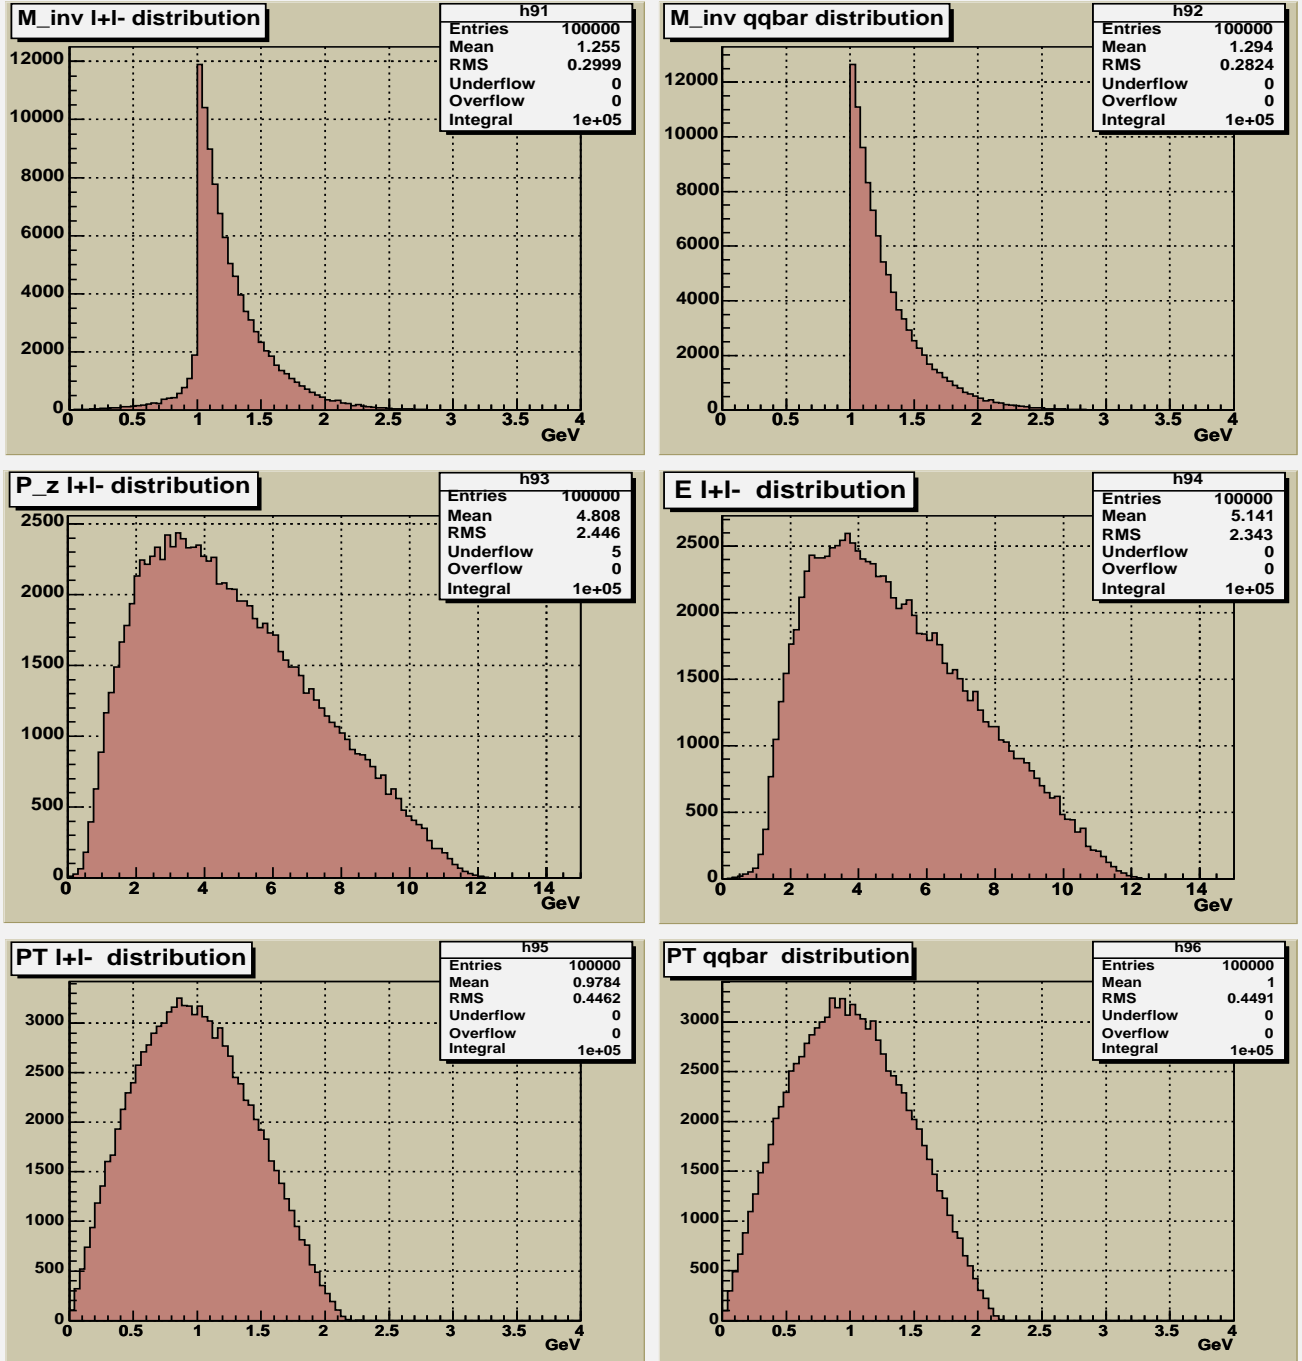 M_inv l+l- distribution
h91
Entries 100000
Mean 1.255
RMS 0.2999
Underflow 0
Overflow 0
Integral 1e+05
12000
10000
8000
6000
4000
2000
0
0 0.5 1 1.5 2 2.5 3 3.5 4
GeV
M_inv qqbar distribution
h92
Entries 100000
Mean 1.294
RMS 0.2824
Underflow 0
Overflow 0
Integral 1e+05
12000
10000
8000
6000
4000
2000
0
0 0.5 1 1.5 2 2.5 3 3.5 4
GeV
P_z l+l- distribution
h93
Entries 100000
Mean 4.808
RMS 2.446
Underflow 5
Overflow 0
Integral 1e+05
2500
2000
1500
1000
500
0
0 2 4 6 8 10 12 14
GeV
E l+l- distribution
h94
Entries 100000
Mean 5.141
RMS 2.343
Underflow 0
Overflow 0
Integral 1e+05
2500
2000
1500
1000
500
0
0 2 4 6 8 10 12 14
GeV
PT l+l- distribution
h95
Entries 100000
Mean 0.9784
RMS 0.4462
Underflow 0
Overflow 0
Integral 1e+05
3000
2500
2000
1500
1000
500
0
0 0.5 1 1.5 2 2.5 3 3.5 4
GeV
PT qqbar distribution
h96
Entries 100000
Mean 1
RMS 0.4491
Underflow 0
Overflow 0
Integral 1e+05
3000
2500
2000
1500
1000
500
0
0 0.5 1 1.5 2 2.5 3 3.5 4
GeV